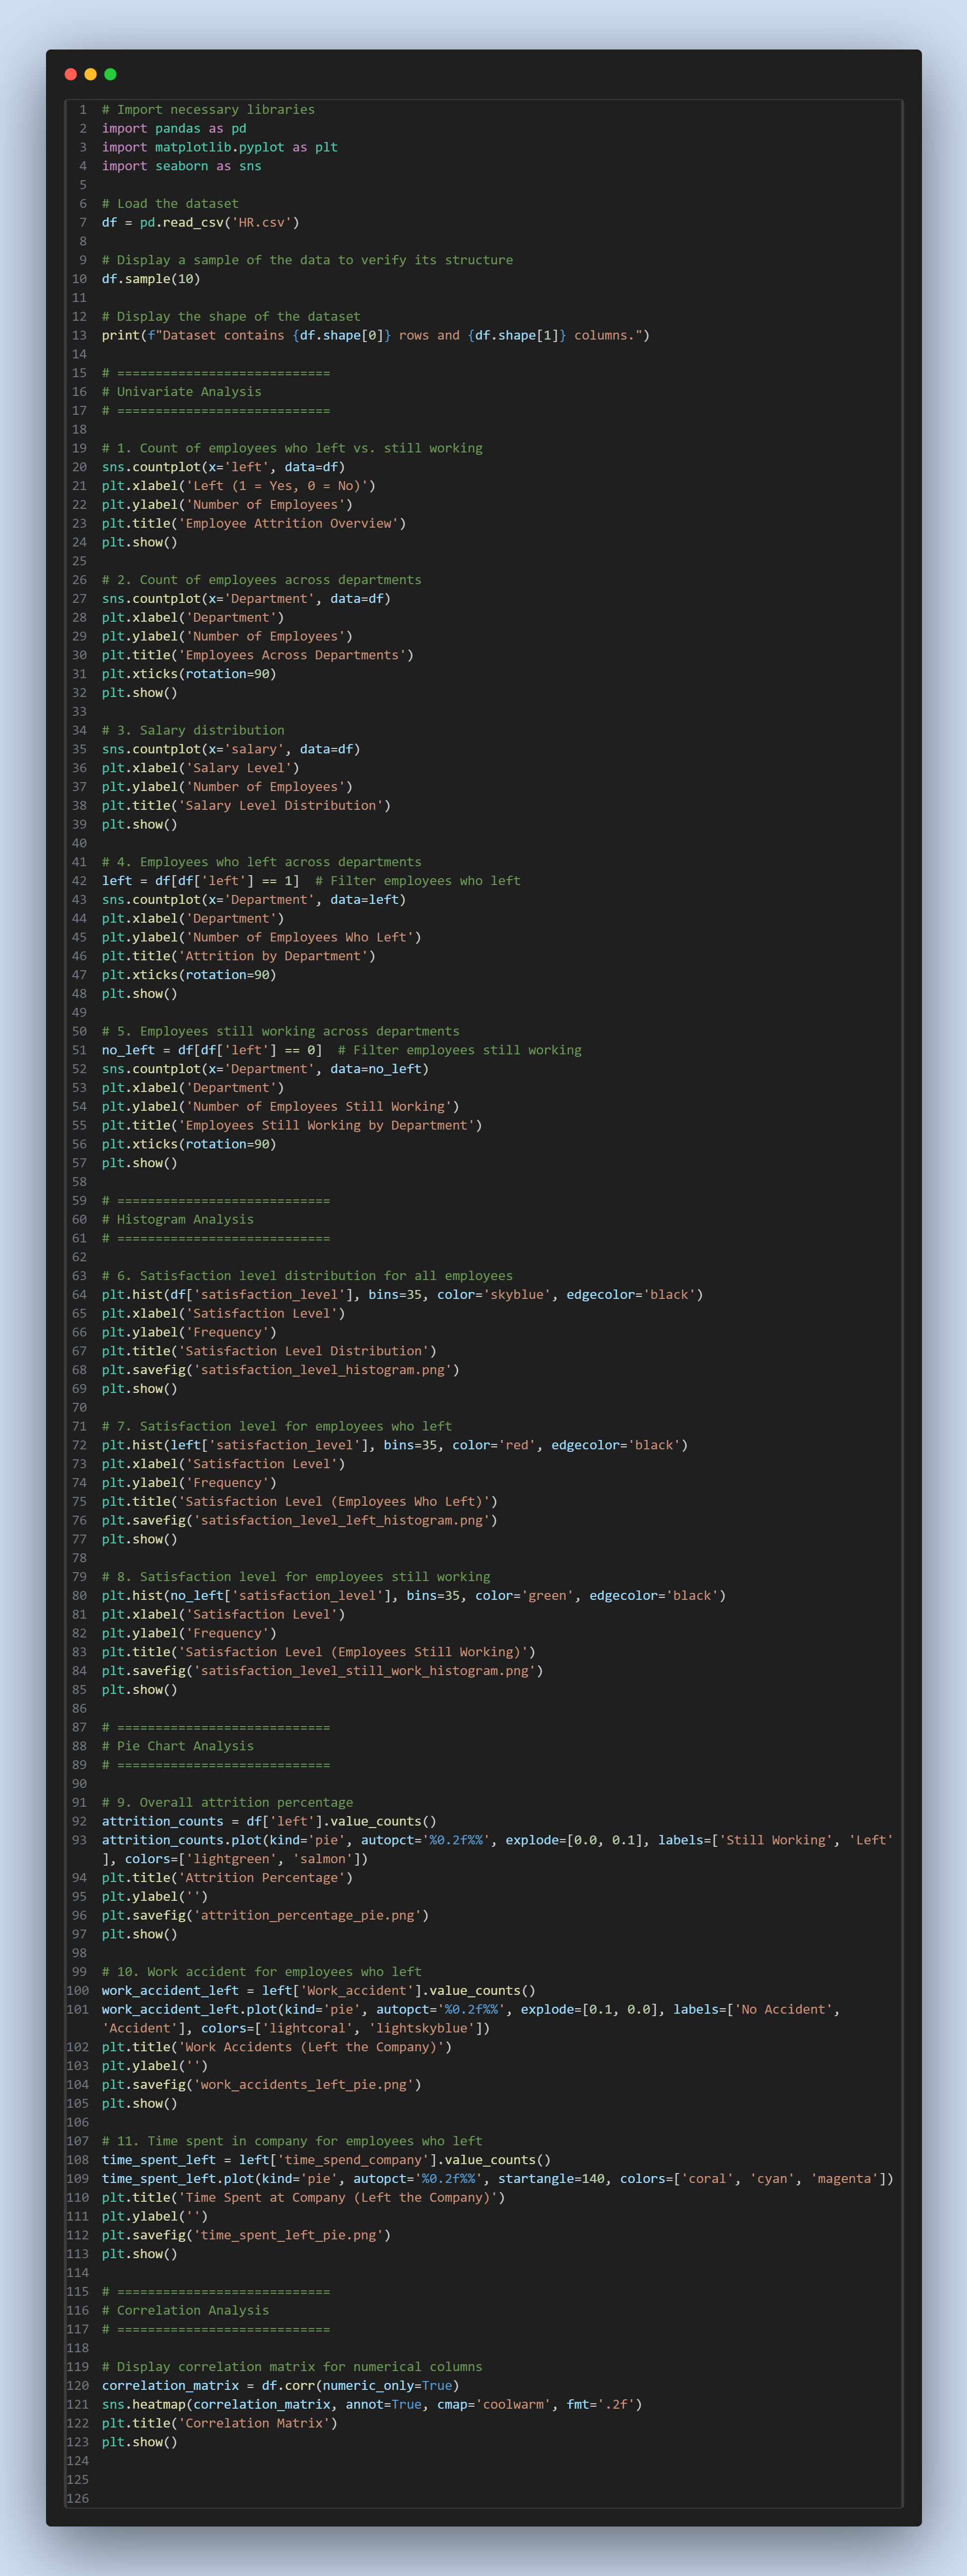 1 # Import necessary libraries
2 import pandas as pd
3 import matplotlib.pyplot as plt
4 import seaborn as sns
5
6 # Load the dataset
7 df = pd.read_csv('HR.csv')
8
9 # Display a sample of the data to verify its structure
10 df.sample(10)
11
12 # Display the shape of the dataset
13 print(f"Dataset contains {df.shape[0]} rows and {df.shape[1]} columns.")
14
15 # ============================
16 # Univariate Analysis
17 # ============================
18
19 # 1. Count of employees who left vs. still working
20 sns.countplot(x='left', data=df)
21 plt.xlabel('Left (1 = Yes, 0 = No)')
22 plt.ylabel('Number of Employees')
23 plt.title('Employee Attrition Overview')
24 plt.show()
25
26 # 2. Count of employees across departments
27 sns.countplot(x='Department', data=df)
28 plt.xlabel('Department')
29 plt.ylabel('Number of Employees')
30 plt.title('Employees Across Departments')
31 plt.xticks(rotation=90)
32 plt.show()
33
34 # 3. Salary distribution
35 sns.countplot(x='salary', data=df)
36 plt.xlabel('Salary Level')
37 plt.ylabel('Number of Employees')
38 plt.title('Salary Level Distribution')
39 plt.show()
40
41 # 4. Employees who left across departments
42 left = df[df['left'] == 1]  # Filter employees who left
43 sns.countplot(x='Department', data=left)
44 plt.xlabel('Department')
45 plt.ylabel('Number of Employees Who Left')
46 plt.title('Attrition by Department')
47 plt.xticks(rotation=90)
48 plt.show()
49
50 # 5. Employees still working across departments
51 no_left = df[df['left'] == 0]  # Filter employees still working
52 sns.countplot(x='Department', data=no_left)
53 plt.xlabel('Department')
54 plt.ylabel('Number of Employees Still Working')
55 plt.title('Employees Still Working by Department')
56 plt.xticks(rotation=90)
57 plt.show()
58
59 # ============================
60 # Histogram Analysis
61 # ============================
62
63 # 6. Satisfaction level distribution for all employees
64 plt.hist(df['satisfaction_level'], bins=35, color='skyblue', edgecolor='black')
65 plt.xlabel('Satisfaction Level')
66 plt.ylabel('Frequency')
67 plt.title('Satisfaction Level Distribution')
68 plt.savefig('satisfaction_level_histogram.png')
69 plt.show()
70
71 # 7. Satisfaction level for employees who left
72 plt.hist(left['satisfaction_level'], bins=35, color='red', edgecolor='black')
73 plt.xlabel('Satisfaction Level')
74 plt.ylabel('Frequency')
75 plt.title('Satisfaction Level (Employees Who Left)')
76 plt.savefig('satisfaction_level_left_histogram.png')
77 plt.show()
78
79 # 8. Satisfaction level for employees still working
80 plt.hist(no_left['satisfaction_level'], bins=35, color='green', edgecolor='black')
81 plt.xlabel('Satisfaction Level')
82 plt.ylabel('Frequency')
83 plt.title('Satisfaction Level (Employees Still Working)')
84 plt.savefig('satisfaction_level_still_work_histogram.png')
85 plt.show()
86
87 # ============================
88 # Pie Chart Analysis
89 # ============================
90
91 # 9. Overall attrition percentage
92 attrition_counts = df['left'].value_counts()
93 attrition_counts.plot(kind='pie', autopct='%0.2f%%', explode=[0.0, 0.1], labels=['Still Working', 'Left'
], colors=['lightgreen', 'salmon'])
94 plt.title('Attrition Percentage')
95 plt.ylabel('')
96 plt.savefig('attrition_percentage_pie.png')
97 plt.show()
98
99 # 10. Work accident for employees who left
100 work_accident_left = left['Work_accident'].value_counts()
101 work_accident_left.plot(kind='pie', autopct='%0.2f%%', explode=[0.1, 0.0], labels=['No Accident',
'Accident'], colors=['lightcoral', 'lightskyblue'])
102 plt.title('Work Accidents (Left the Company)')
103 plt.ylabel('')
104 plt.savefig('work_accidents_left_pie.png')
105 plt.show()
106
107 # 11. Time spent in company for employees who left
108 time_spent_left = left['time_spend_company'].value_counts()
109 time_spent_left.plot(kind='pie', autopct='%0.2f%%', startangle=140, colors=['coral', 'cyan', 'magenta'])
110 plt.title('Time Spent at Company (Left the Company)')
111 plt.ylabel('')
112 plt.savefig('time_spent_left_pie.png')
113 plt.show()
114
115 # ============================
116 # Correlation Analysis
117 # ============================
118
119 # Display correlation matrix for numerical columns
120 correlation_matrix = df.corr(numeric_only=True)
121 sns.heatmap(correlation_matrix, annot=True, cmap='coolwarm', fmt='.2f')
122 plt.title('Correlation Matrix')
123 plt.show()
124
125
126